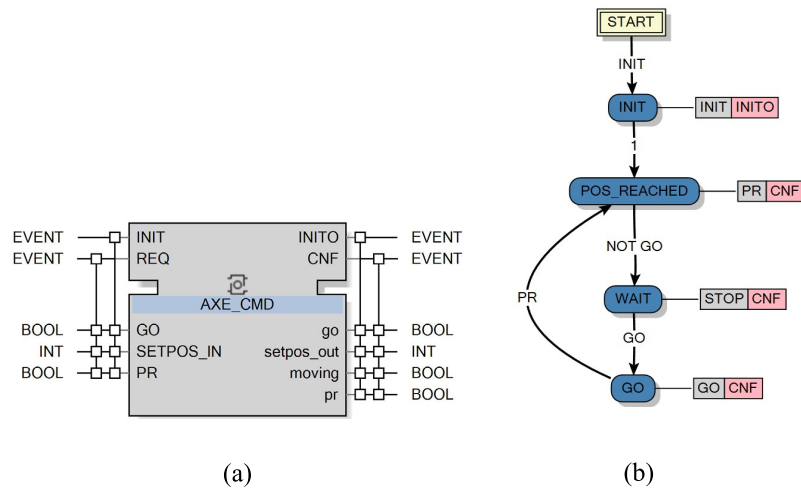 START
INIT
INIT
INIT INITO
1
POS_REACHED
PR CNF
NOT GO
WAIT
STOP CNF
GO
GO
GO CNF
PR
EVENT INIT INITO EVENT
EVENT REQ CNF EVENT
AXE_CMD
BOOL GO go BOOL
INT SETPOS_IN setpos_out INT
BOOL PR moving BOOL
pr BOOL
(a) (b)